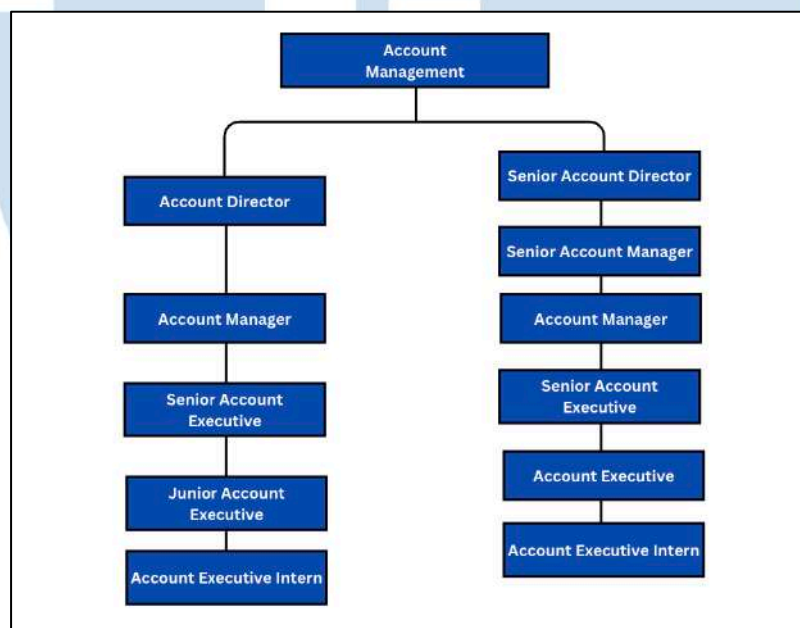 Account
Management
Account Director
Account Manager
Senior Account
Executive
Junior Account
Executive
Account Executive Intern
Senior Account Director
Senior Account Manager
Account Manager
Senior Account
Executive
Account Executive
Account Executive Intern